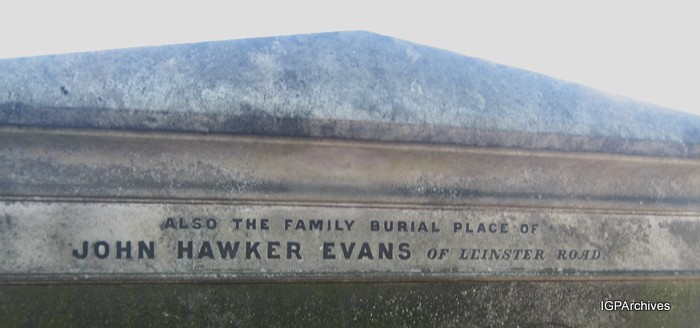 ALSO THE FAMILY BURIAL PLACE OF
JOHN HAWKER EVANS OF LEINSTER ROAD.
IGPArchives